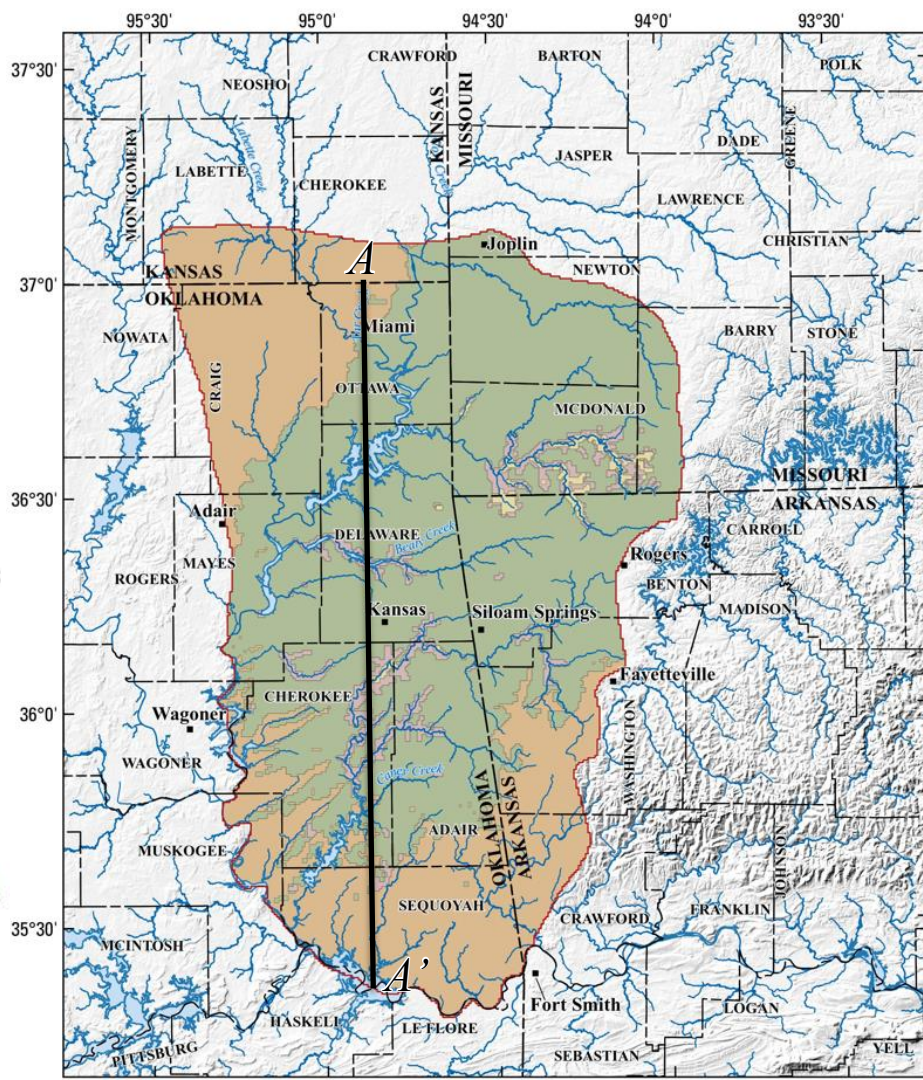 95°30'
95°0'
94°30'
94°0'
93°30'
37°30'
CRAWFORD
BARTON
POLK
NEOSHO
KANSAS
MISSOURI
GREENE
DADE
MONTGOMERY
Labette Creek
LABETTE
CHEROKEE
JASPER
LAWRENCE
Joplin
CHRISTIAN
A
NEWTON
37°0'
KANSAS
OKLAHOMA
Miami
NOWATA
BARRY
STONE
CRAIG
OTTAWA
MCDONALD
36°30'
MISSOURI
ARKANSAS
Adair
DELAWARE
Beaty Creek
CARROLL
MAYES
Rogers
ROGERS
BENTON
Kansas
Siloam Springs
MADISON
CHEROKEE
Fayetteville
36°0'
Wagoner
WASHINGTON
WAGONER
Caney Creek
OKLAHOMA
ARKANSAS
ADAIR
MUSKOGEE
JOHNSON
SEQUOYAH
35°30'
CRAWFORD
FRANKLIN
MCINTOSH
A’
Fort Smith
LOGAN
HASKELL
LE FLORE
PITTSBURG
SEBASTIAN
YELL